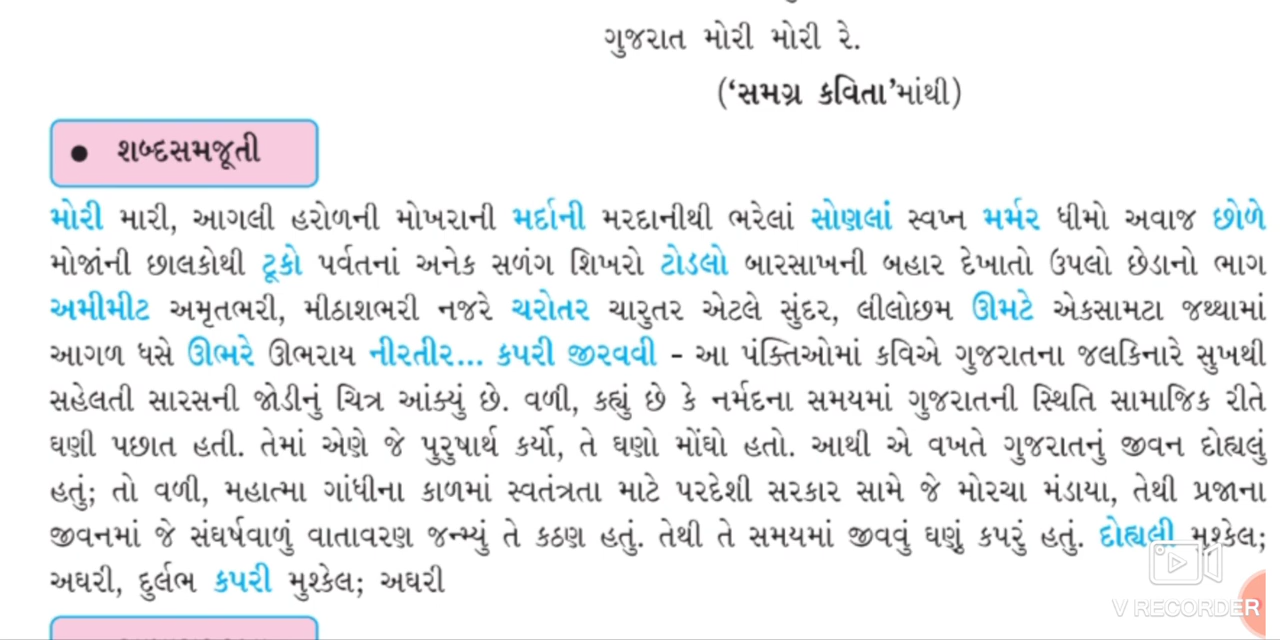 ગુજરાત મોરી મોરી રે.
(‘સમગ્ર કવિતા’માંથી)
● શબ્દસમજૂતી
મોરી મારી, આગલી હરોળની મોખરાની મર્દાની મરદાનીથી ભરેલાં સોણલાં સ્વપ્ન મર્મર ધીમો અવાજ છોળે
મોજાંની છાલકોથી ટૂકો પર્વતનાં અનેક સળંગ શિખરો ટોડલો બારસાખની બહાર દેખાતો ઉપલો છેડાનો ભાગ
અમીમીટ અમૃતભરી, મીઠાશભરી નજરે ચરોતર ચારુતર એટલે સુંદર, લીલોછમ ઊમટે એકસામટા જથ્થામાં
આગળ ધસે ઊભરે ઊભરાય નીરતીર... કપરી જીરવવી - આ પંક્તિઓમાં કવિએ ગુજરાતના જલકિનારે સુખથી
સહેલતી સારસની જોડીનું ચિત્ર આંક્યું છે. વળી, કહ્યું છે કે નર્મદના સમયમાં ગુજરાતની સ્થિતિ સામાજિક રીતે
ઘણી પછાત હતી. તેમાં એણે જે પુરુષાર્થ કર્યો, તે ઘણો મોંઘો હતો. આથી એ વખતે ગુજરાતનું જીવન દોહ્યલું
હતું; તો વળી, મહાત્મા ગાંધીના કાળમાં સ્વતંત્રતા માટે પરદેશી સરકાર સામે જે મોરચા મંડાયા, તેથી પ્રજાના
જીવનમાં જે સંઘર્ષવાળું વાતાવરણ જન્મ્યું તે કઠણ હતું. તેથી તે સમયમાં જીવવું ઘણું કપરું હતું. દોહ્યલી મુશ્કેલ;
અઘરી, દુર્લભ કપરી મુશ્કેલ; અઘરી
V RECORDER